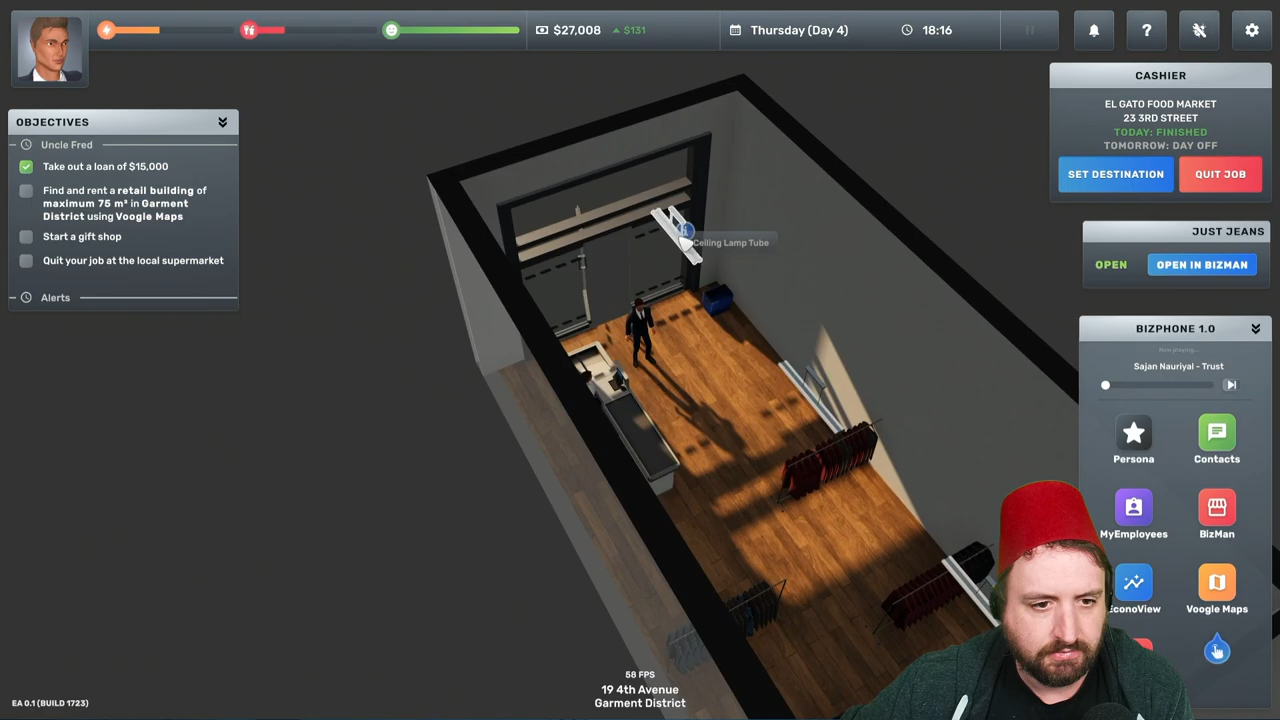 $27,008 $131
Thursday (Day 4)
18:16
?
OBJECTIVES
Uncle Fred
Take out a loan of $15,000
Find and rent a retail building of
maximum 75 m² in Garment
District using Voogle Maps
Start a gift shop
Quit your job at the local supermarket
Alerts
Ceiling Lamp Tube
CASHIER
EL GATO FOOD MARKET
23 3RD STREET
TODAY: FINISHED
TOMORROW: DAY OFF
SET DESTINATION
QUIT JOB
JUST JEANS
OPEN
OPEN IN BIZMAN
BIZPHONE 1.0
Now playing...
Sajan Nauriyal - Trust
Persona
Contacts
MyEmployees
BizMan
EconoView
Voogle Maps
58 FPS
19 4th Avenue
Garment District
EA 0.1 (BUILD 1723)